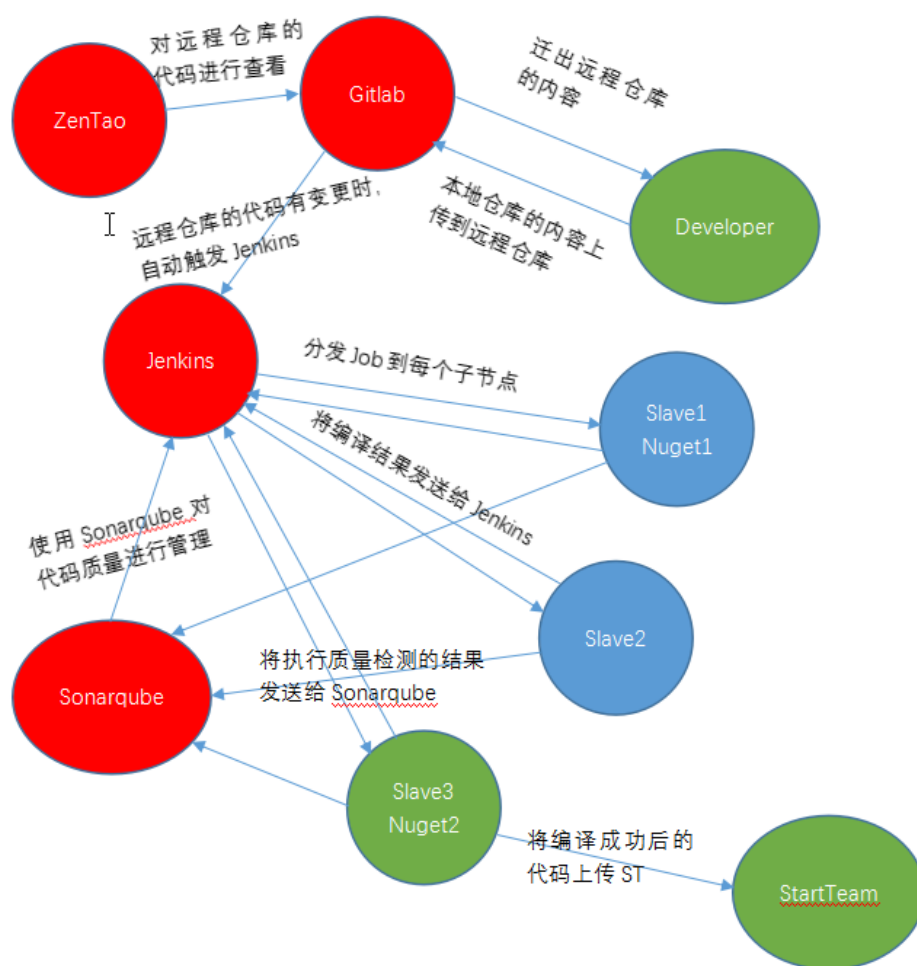 对远程仓库的
代码进行查看
ZenTao
Gitlab
迁出远程仓库
的内容
本地仓库的内容上
传到远程仓库
Developer
远程仓库的代码有变更时，
自动触发 Jenkins
Jenkins
分发 Job 到每个子节点
Slave1
Nuget1
将编译结果发送给 Jenkins
使用 Sonarqube 对
代码质量进行管理
Slave2
将执行质量检测的结果
发送给 Sonarqube
Sonarqube
Slave3
Nuget2
将编译成功后的
代码上传 ST
StartTeam